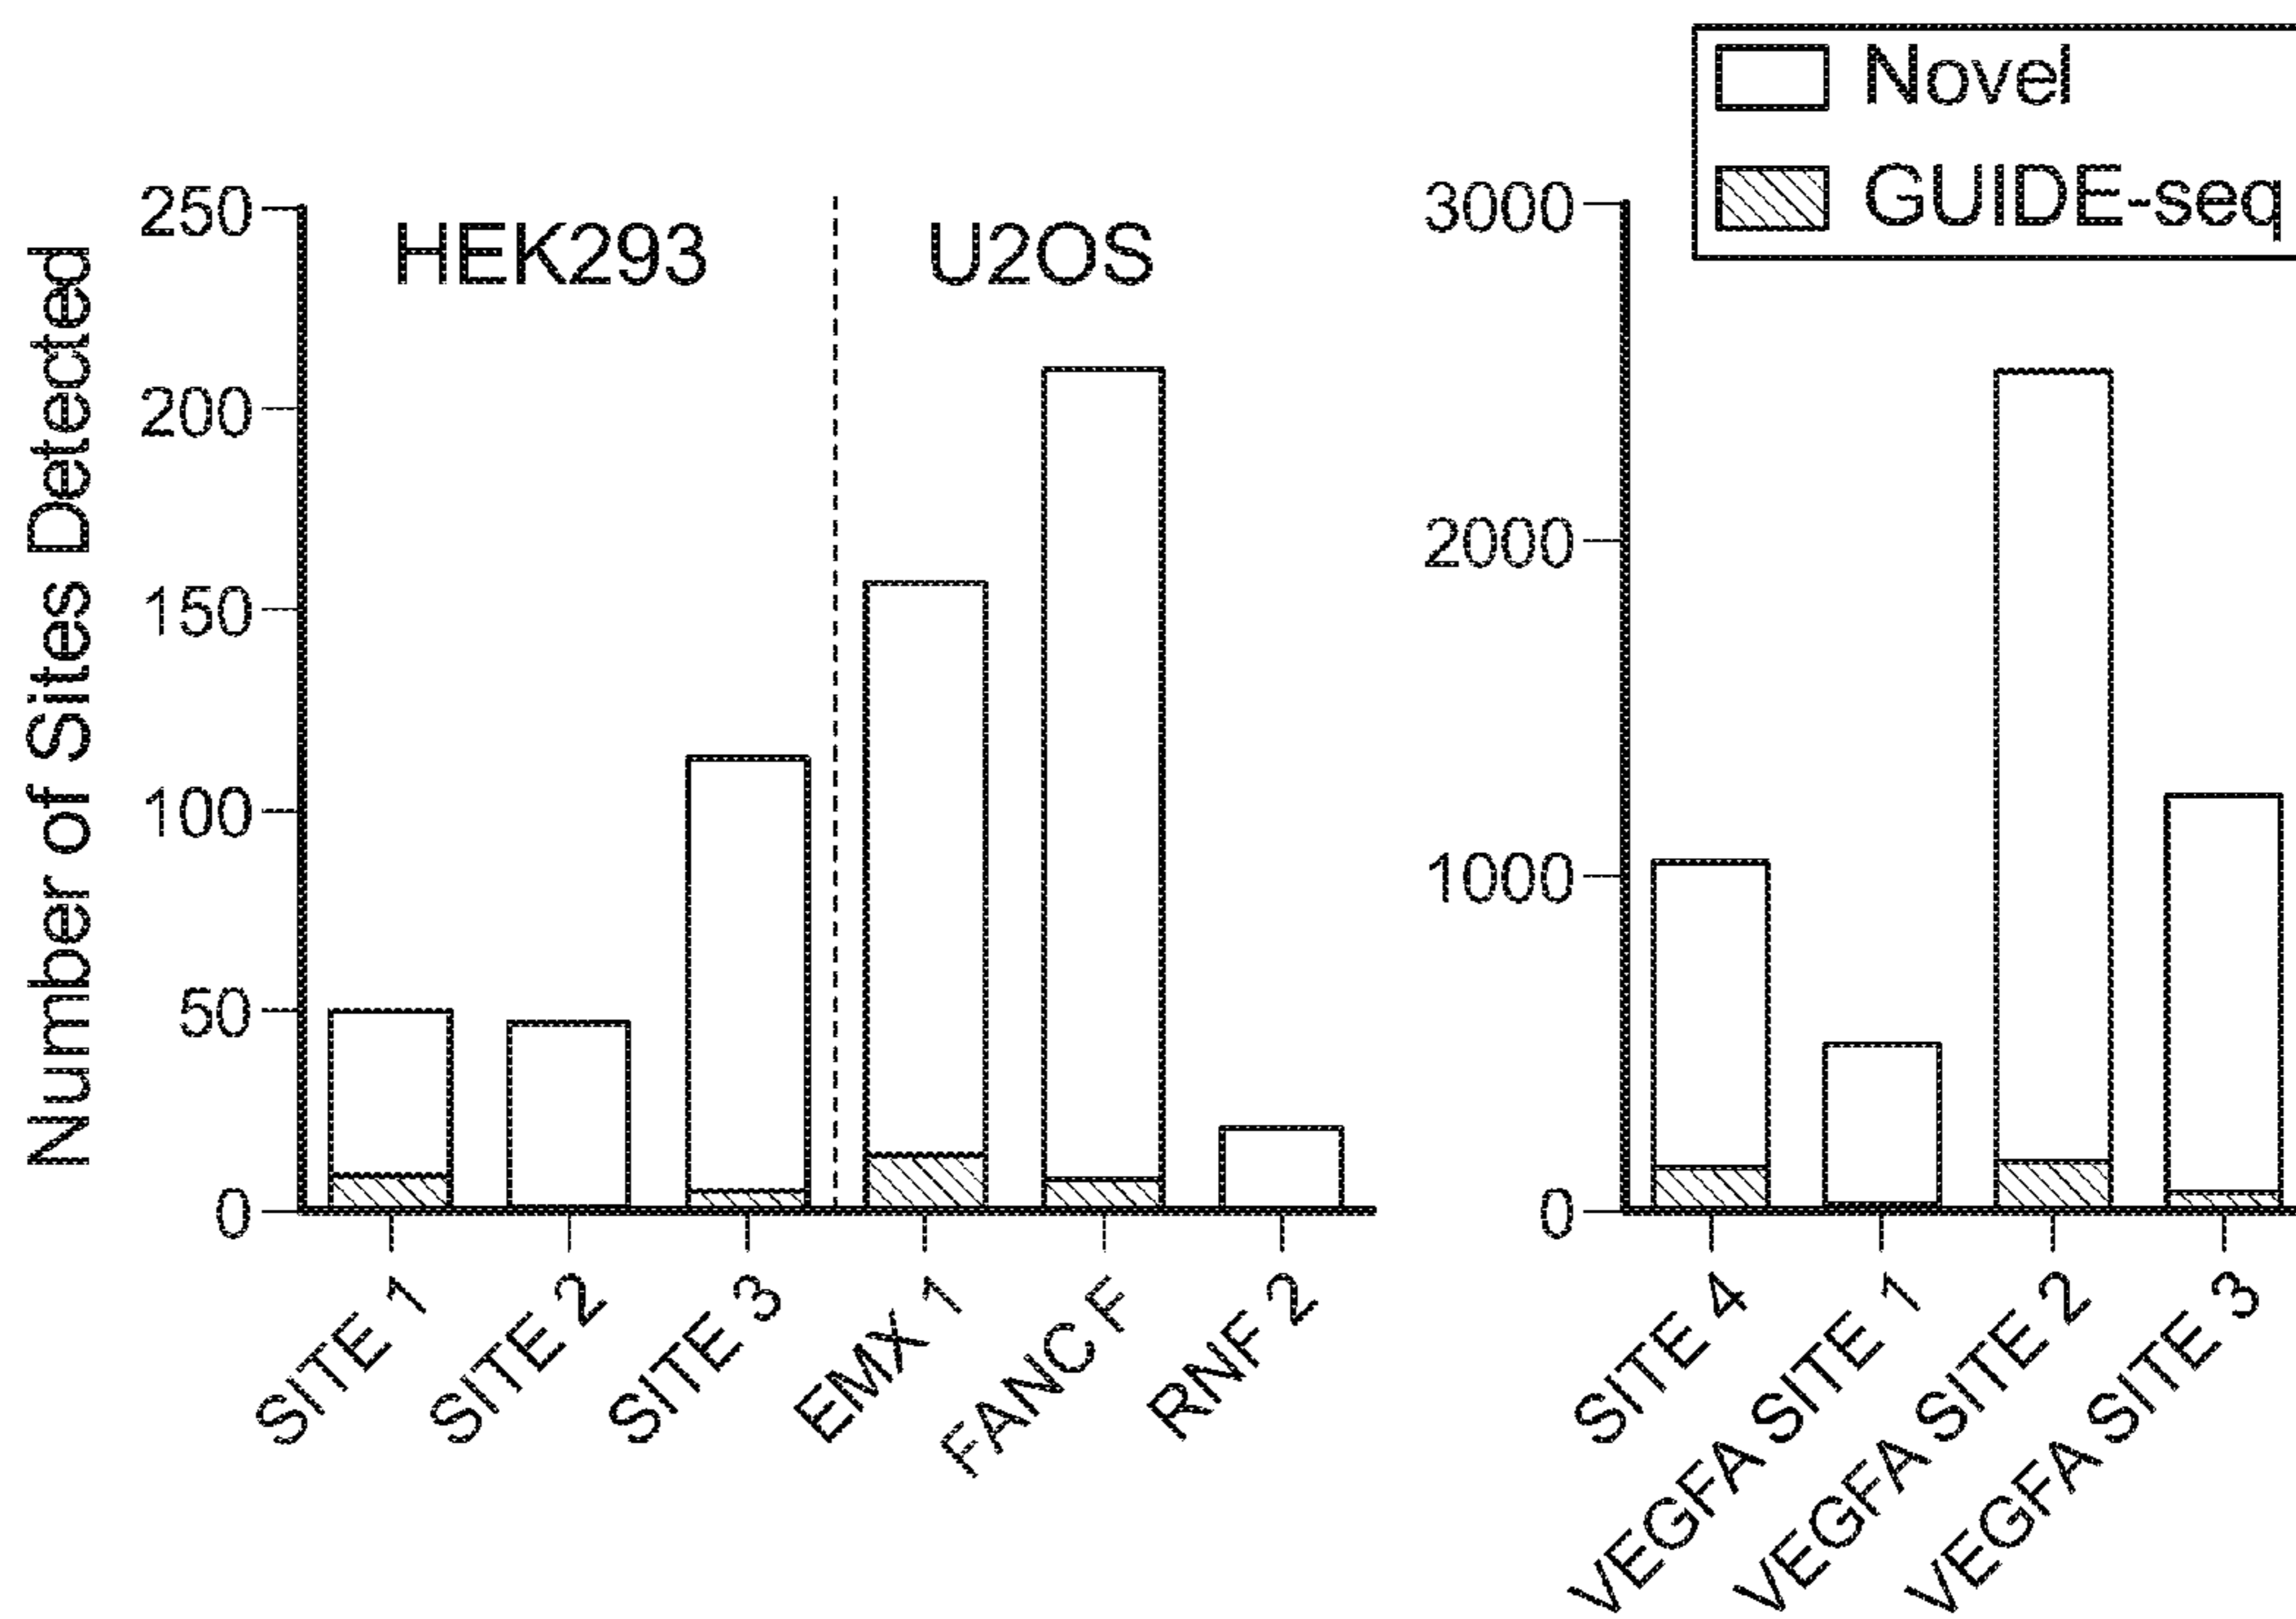 Novel
GUIDE-seq
Number of Sites Detected
250
200
150
100
50
0
HEK293
U2OS
SITE 1
SITE 2
SITE 3
EMX 1
FANC F
RNF 2
3000
2000
1000
0
SITE 4
VEGFA SITE 1
VEGFA SITE 2
VEGFA SITE 3